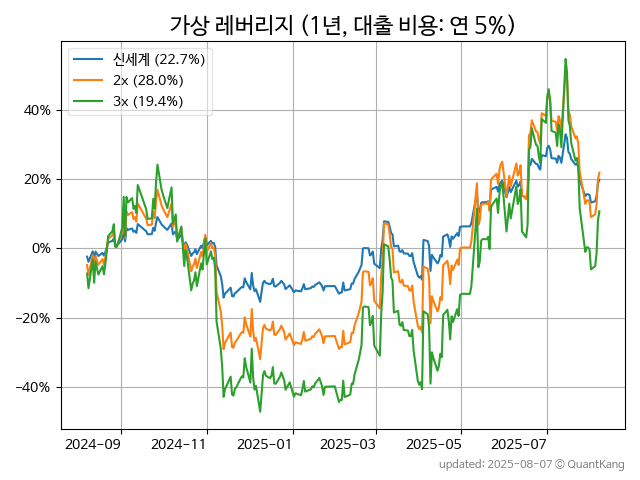 가상 레버리지 (1년, 대출 비용: 연 5%)
신세계 (22.7%)
2x (28.0%)
3x (19.4%)
40%
20%
0%
−20%
−40%
2024-09 2024-11 2025-01 2025-03 2025-05 2025-07
updated: 2025-08-07 © QuantKang